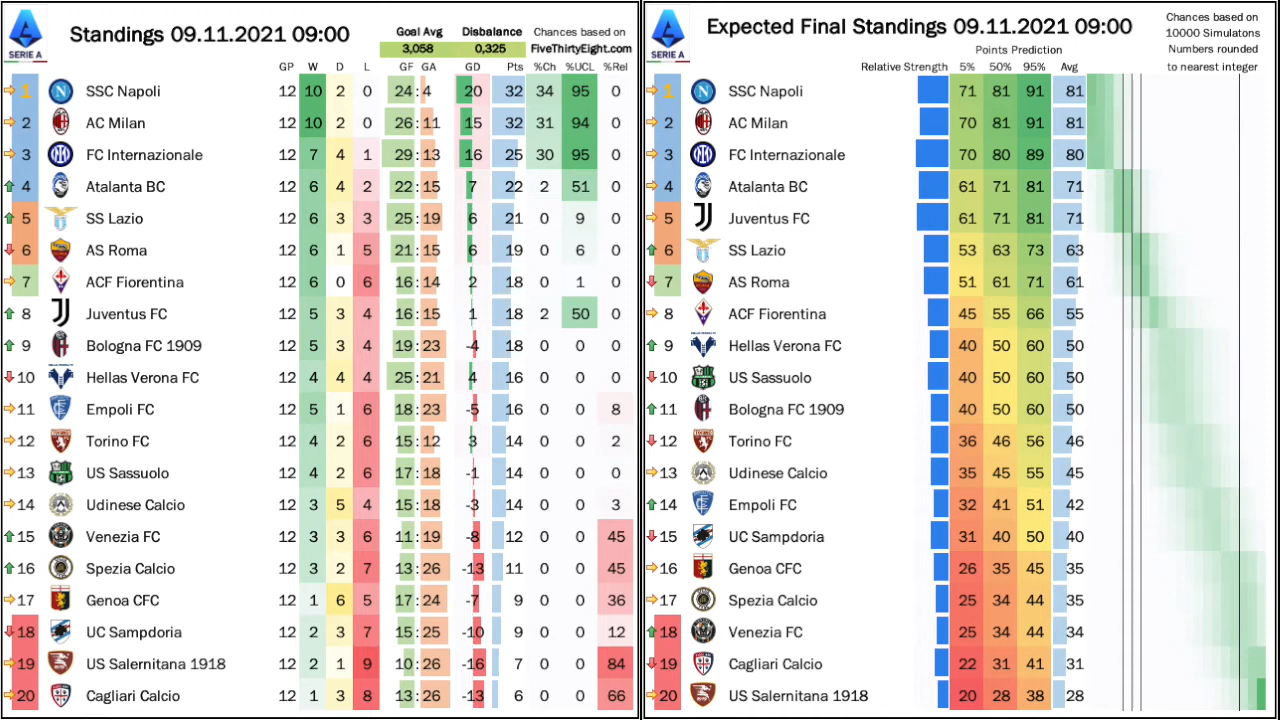 SERIE A
Standings 09.11.2021 09:00
Goal Avg Disbalance Chances based on
3,058 0,325 FiveThirtyEight.com
GP W D L GF GA GD Pts %Ch %UCL %Rel
1 SSC Napoli 12 10 2 0 24 : 4 20 32 34 95 0
2 AC Milan 12 10 2 0 26 : 11 15 32 31 94 0
3 FC Internazionale 12 7 4 1 29 : 13 16 25 30 95 0
4 Atalanta BC 12 6 4 2 22 : 15 7 22 2 51 0
5 SS Lazio 12 6 3 3 25 : 19 6 21 0 9 0
6 AS Roma 12 6 1 5 21 : 15 6 19 0 6 0
7 ACF Fiorentina 12 6 0 6 16 : 14 2 18 0 1 0
8 Juventus FC 12 5 3 4 16 : 15 1 18 2 50 0
9 Bologna FC 1909 12 5 3 4 19 : 23 -4 18 0 0 0
10 Hellas Verona FC 12 4 4 4 25 : 21 4 16 0 0 0
11 Empoli FC 12 5 1 6 18 : 23 -5 16 0 0 8
12 Torino FC 12 4 2 6 15 : 12 3 14 0 0 2
13 US Sassuolo 12 4 2 6 17 : 18 -1 14 0 0 0
14 Udinese Calcio 12 3 5 4 15 : 18 -3 14 0 0 3
15 Venezia FC 12 3 3 6 11 : 19 -8 12 0 0 45
16 Spezia Calcio 12 3 2 7 13 : 26 -13 11 0 0 45
17 Genoa CFC 12 1 6 5 17 : 24 -7 9 0 0 36
18 UC Sampdoria 12 2 3 7 15 : 25 -10 9 0 0 12
19 US Salernitana 1918 12 2 1 9 10 : 26 -16 7 0 0 84
20 Cagliari Calcio 12 1 3 8 13 : 26 -13 6 0 0 66
SERIE A
Expected Final Standings 09.11.2021 09:00
Chances based on
10000 Simulatons
Numbers rounded
to nearest integer
Points Prediction
Relative Strength 5% 50% 95% Avg
1 SSC Napoli 71 81 91 81
2 AC Milan 70 81 91 81
3 FC Internazionale 70 80 89 80
4 Atalanta BC 61 71 81 71
5 Juventus FC 61 71 81 71
6 SS Lazio 53 63 73 63
7 AS Roma 51 61 71 61
8 ACF Fiorentina 45 55 66 55
9 Hellas Verona FC 40 50 60 50
10 US Sassuolo 40 50 60 50
11 Bologna FC 1909 40 50 60 50
12 Torino FC 36 46 56 46
13 Udinese Calcio 35 45 55 45
14 Empoli FC 32 41 51 42
15 UC Sampdoria 31 40 50 40
16 Genoa CFC 26 35 45 35
17 Spezia Calcio 25 34 44 35
18 Venezia FC 25 34 44 34
19 Cagliari Calcio 22 31 41 31
20 US Salernitana 1918 20 28 38 28